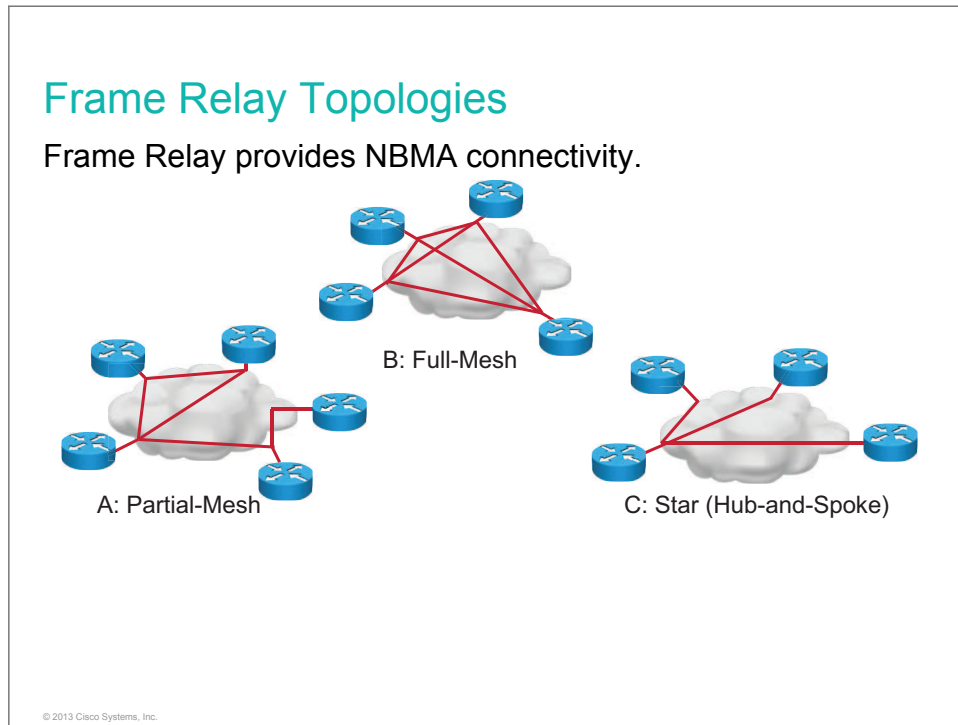 Frame Relay Topologies
Frame Relay provides NBMA connectivity.
B: Full-Mesh
A: Partial-Mesh
C: Star (Hub-and-Spoke)
© 2013 Cisco Systems, Inc.